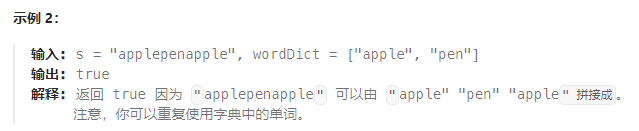 示例 2:
输入: s = "applepenapple", wordDict = ["apple", "pen"]
输出: true
解释: 返回 true 因为 "applepenapple" 可以由 "apple" "pen" "apple" 拼接成。
注意，你可以重复使用字典中的单词。